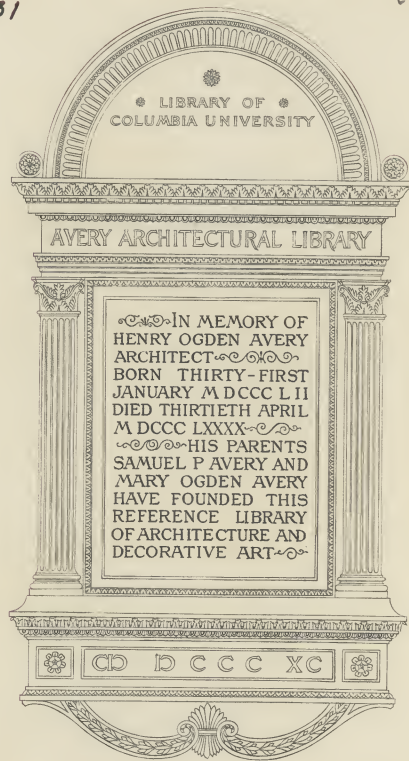 31
LIBRARY OF
COLUMBIA UNIVERSITY
AVERY ARCHITECTURAL LIBRARY
IN MEMORY OF
HENRY OGDEN AVERY
ARCHITECT
BORN THIRTY-FIRST
JANUARY M DCCC L II
DIED THIRTIETH APRIL
M DCCC LXXXX
HIS PARENTS
SAMUEL P AVERY AND
MARY OGDEN AVERY
HAVE FOUNDED THIS
REFERENCE LIBRARY
OF ARCHITECTURE AND
DECORATIVE ART
CIↃ IↃ C C C XC